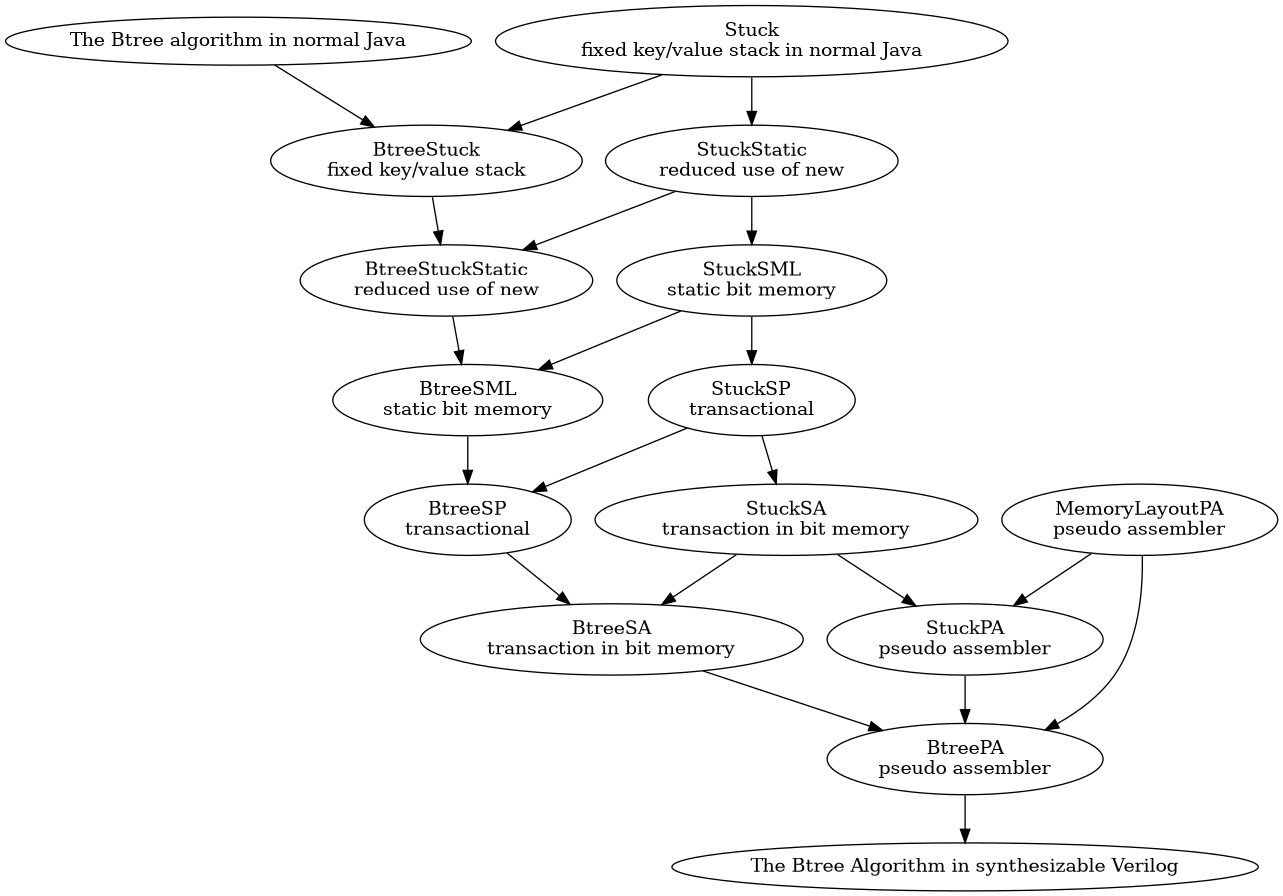 The Btree algorithm in normal Java
Stuck
fixed key/value stack in normal Java
BtreeStuck
fixed key/value stack
StuckStatic
reduced use of new
BtreeStuckStatic
reduced use of new
StuckSML
static bit memory
BtreeSML
static bit memory
StuckSP
transactional
BtreeSP
transactional
StuckSA
transaction in bit memory
MemoryLayoutPA
pseudo assembler
BtreeSA
transaction in bit memory
StuckPA
pseudo assembler
BtreePA
pseudo assembler
The Btree Algorithm in synthesizable Verilog